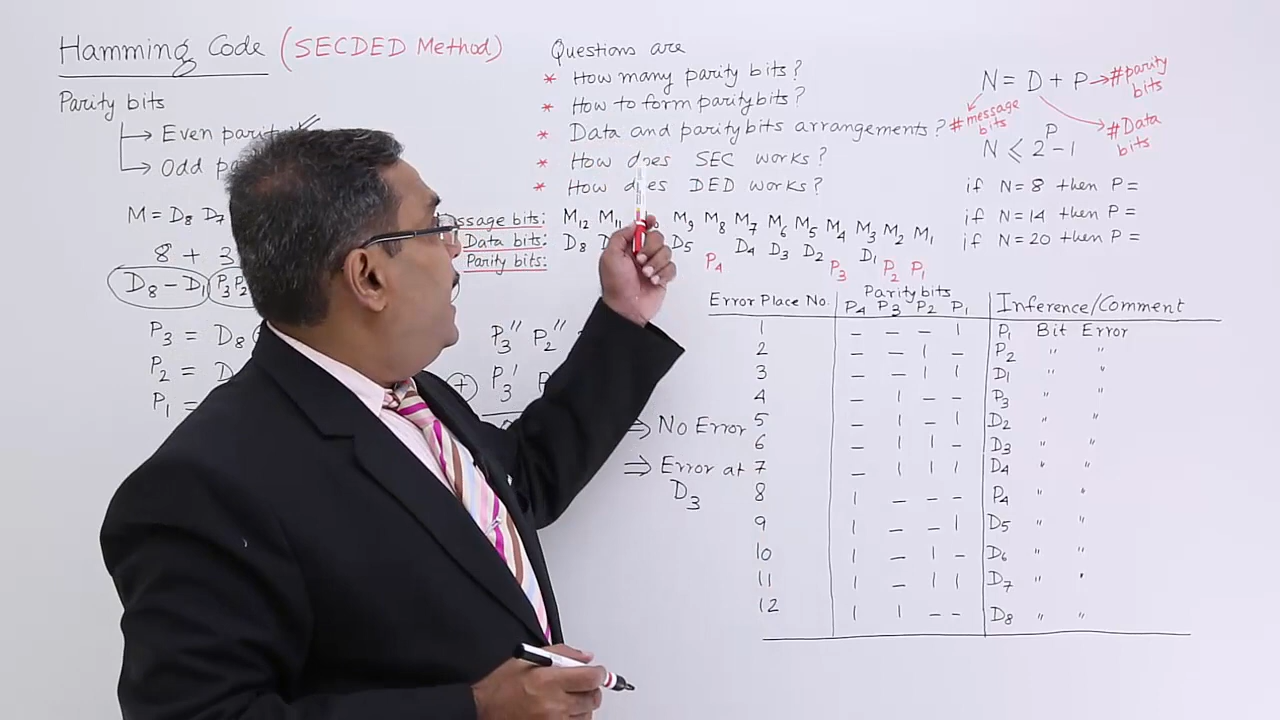 Hamming Code (SECDED Method)
Parity bits
→ Even parity
→ Odd
M = D8 D7
8 + 3
D8 – D1 P3 P2
P3 = D8
P2 = D
P1 =
Questions are
* How many parity bits?
* How to form parity bits?
* Data and parity bits arrangements?
* How does SEC works?
* How does DED works?
N = D + P → #parity bits
#message bits
#Data bits
N ⩽ 2^P - 1
if N = 8 then P =
if N = 14 then P =
if N = 20 then P =
ssage bits: M12 M11 M9 M8 M7 M6 M5 M4 M3 M2 M1
Data bits: D8 D5 D4 D3 D2 D1
Parity bits: P4 P3 P2 P1
P3'' P2''
+ P3' P
⇒ No Error
⇒ Error at D3
Error Place No. Parity bits Inference/Comment
P4 P3 P2 P1
1 – – – 1 P1 Bit Error
2 – – 1 – P2 " "
3 – – 1 1 D1 " "
4 – 1 – – P3 " "
5 – 1 – 1 D2 " "
6 – 1 1 – D3 " "
7 – 1 1 1 D4 " "
8 1 – – – P4 " "
9 1 – – 1 D5 " "
10 1 – 1 – D6 " "
11 1 – 1 1 D7 " "
12 1 1 – – D8 " "